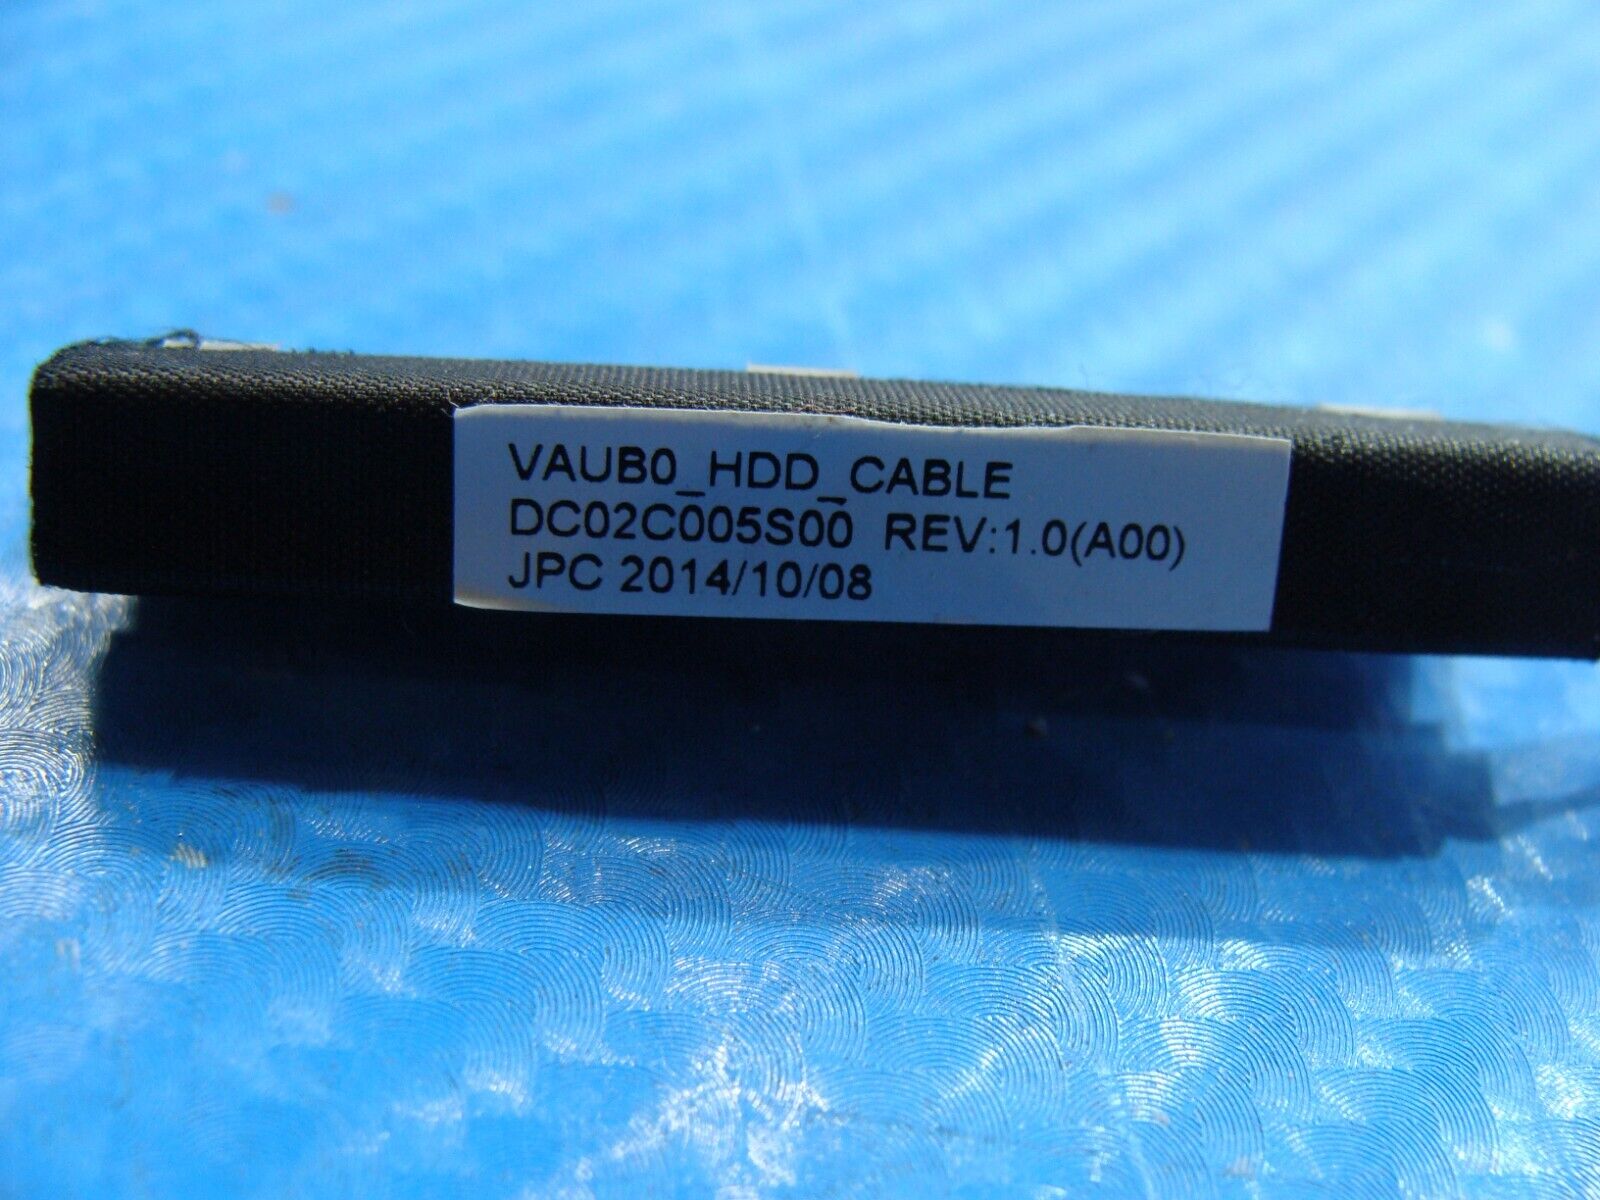 VAUB0_HDD_CABLE
DC02C005S00 REV:1.0(A00)
JPC 2014/10/08